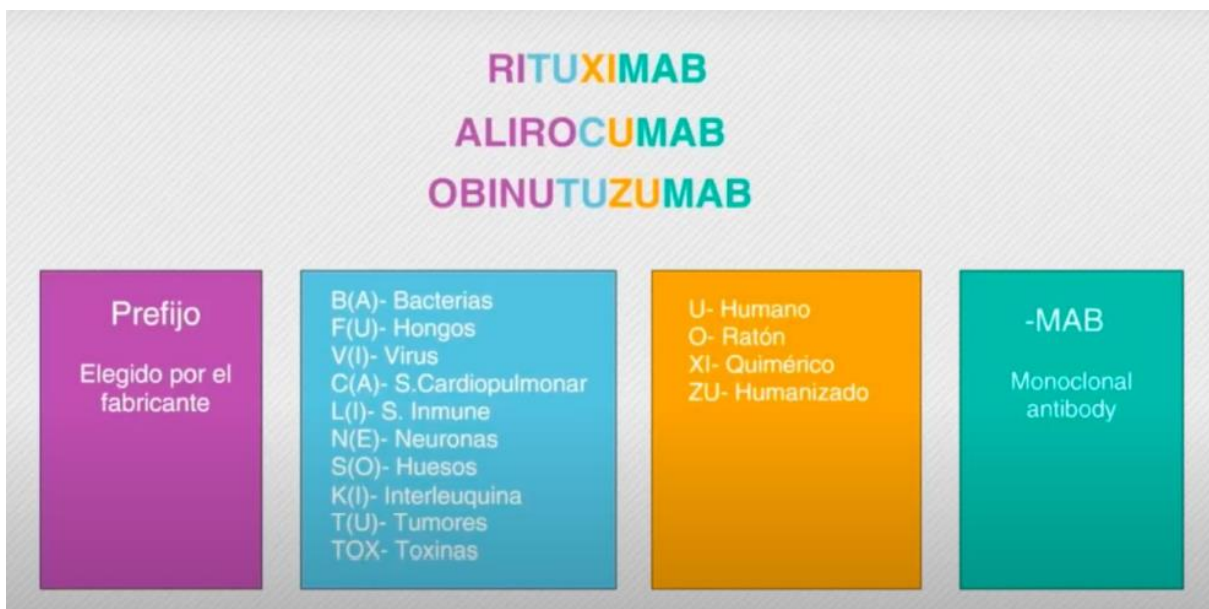 RITUXIMAB
ALIROCUMAB
OBINUTUZUMAB
Prefijo
Elegido por el
fabricante
B(A)- Bacterias
F(U)- Hongos
V(I)- Virus
C(A)- S.Cardiopulmonar
L(I)- S. Inmune
N(E)- Neuronas
S(O)- Huesos
K(I)- Interleuquina
T(U)- Tumores
TOX- Toxinas
U- Humano
O- Ratón
XI- Quimérico
ZU- Humanizado
-MAB
Monoclonal
antibody